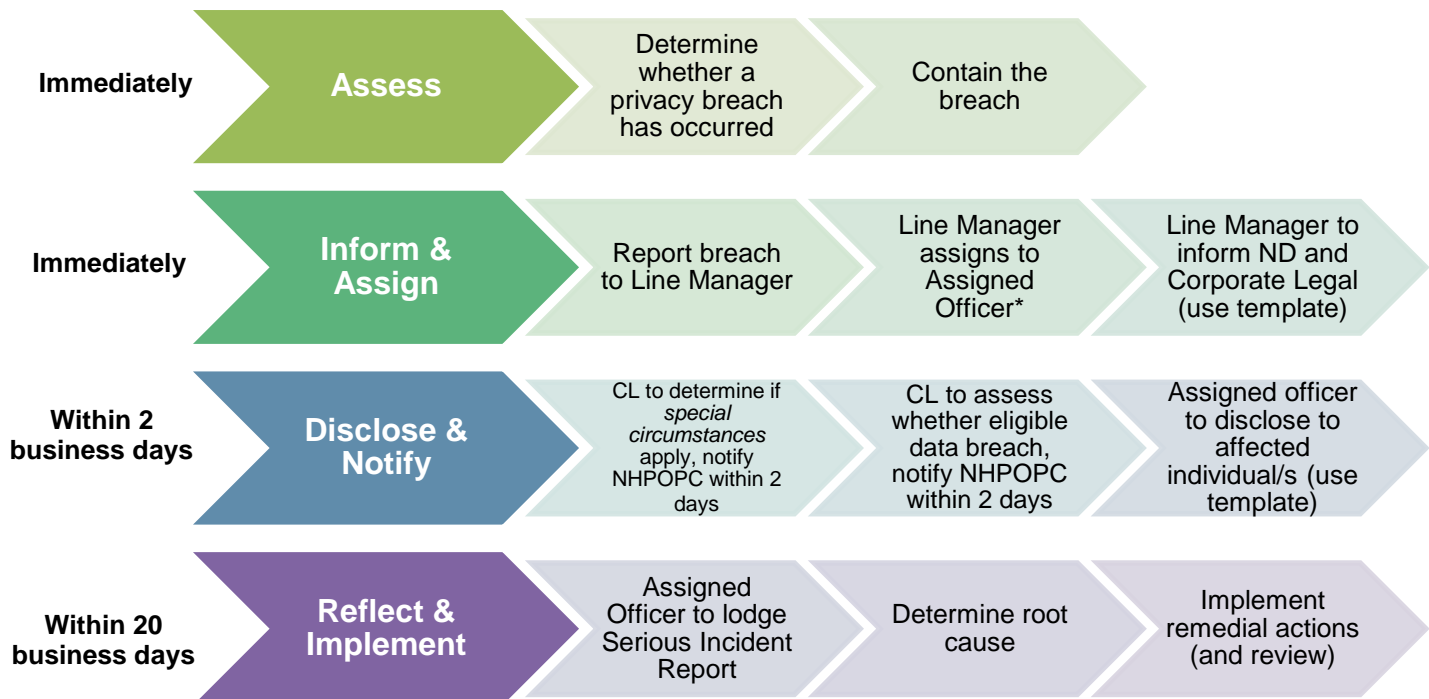 Immediately
Assess
Determine
whether a
privacy breach
has occurred
Contain the
breach
Immediately
Inform &
Assign
Report breach
to Line Manager
Line Manager
assigns to
Assigned
Officer*
Line Manager to
inform ND and
Corporate Legal
(use template)
Within 2
business days
Disclose &
Notify
CL to determine if
special
circumstances
apply, notify
NHPOPC within 2
days
CL to assess
whether eligible
data breach,
notify NHPOPC
within 2 days
Assigned officer
to disclose to
affected
individual/s (use
template)
Within 20
business days
Reflect &
Implement
Assigned
Officer to lodge
Serious Incident
Report
Determine root
cause
Implement
remedial actions
(and review)